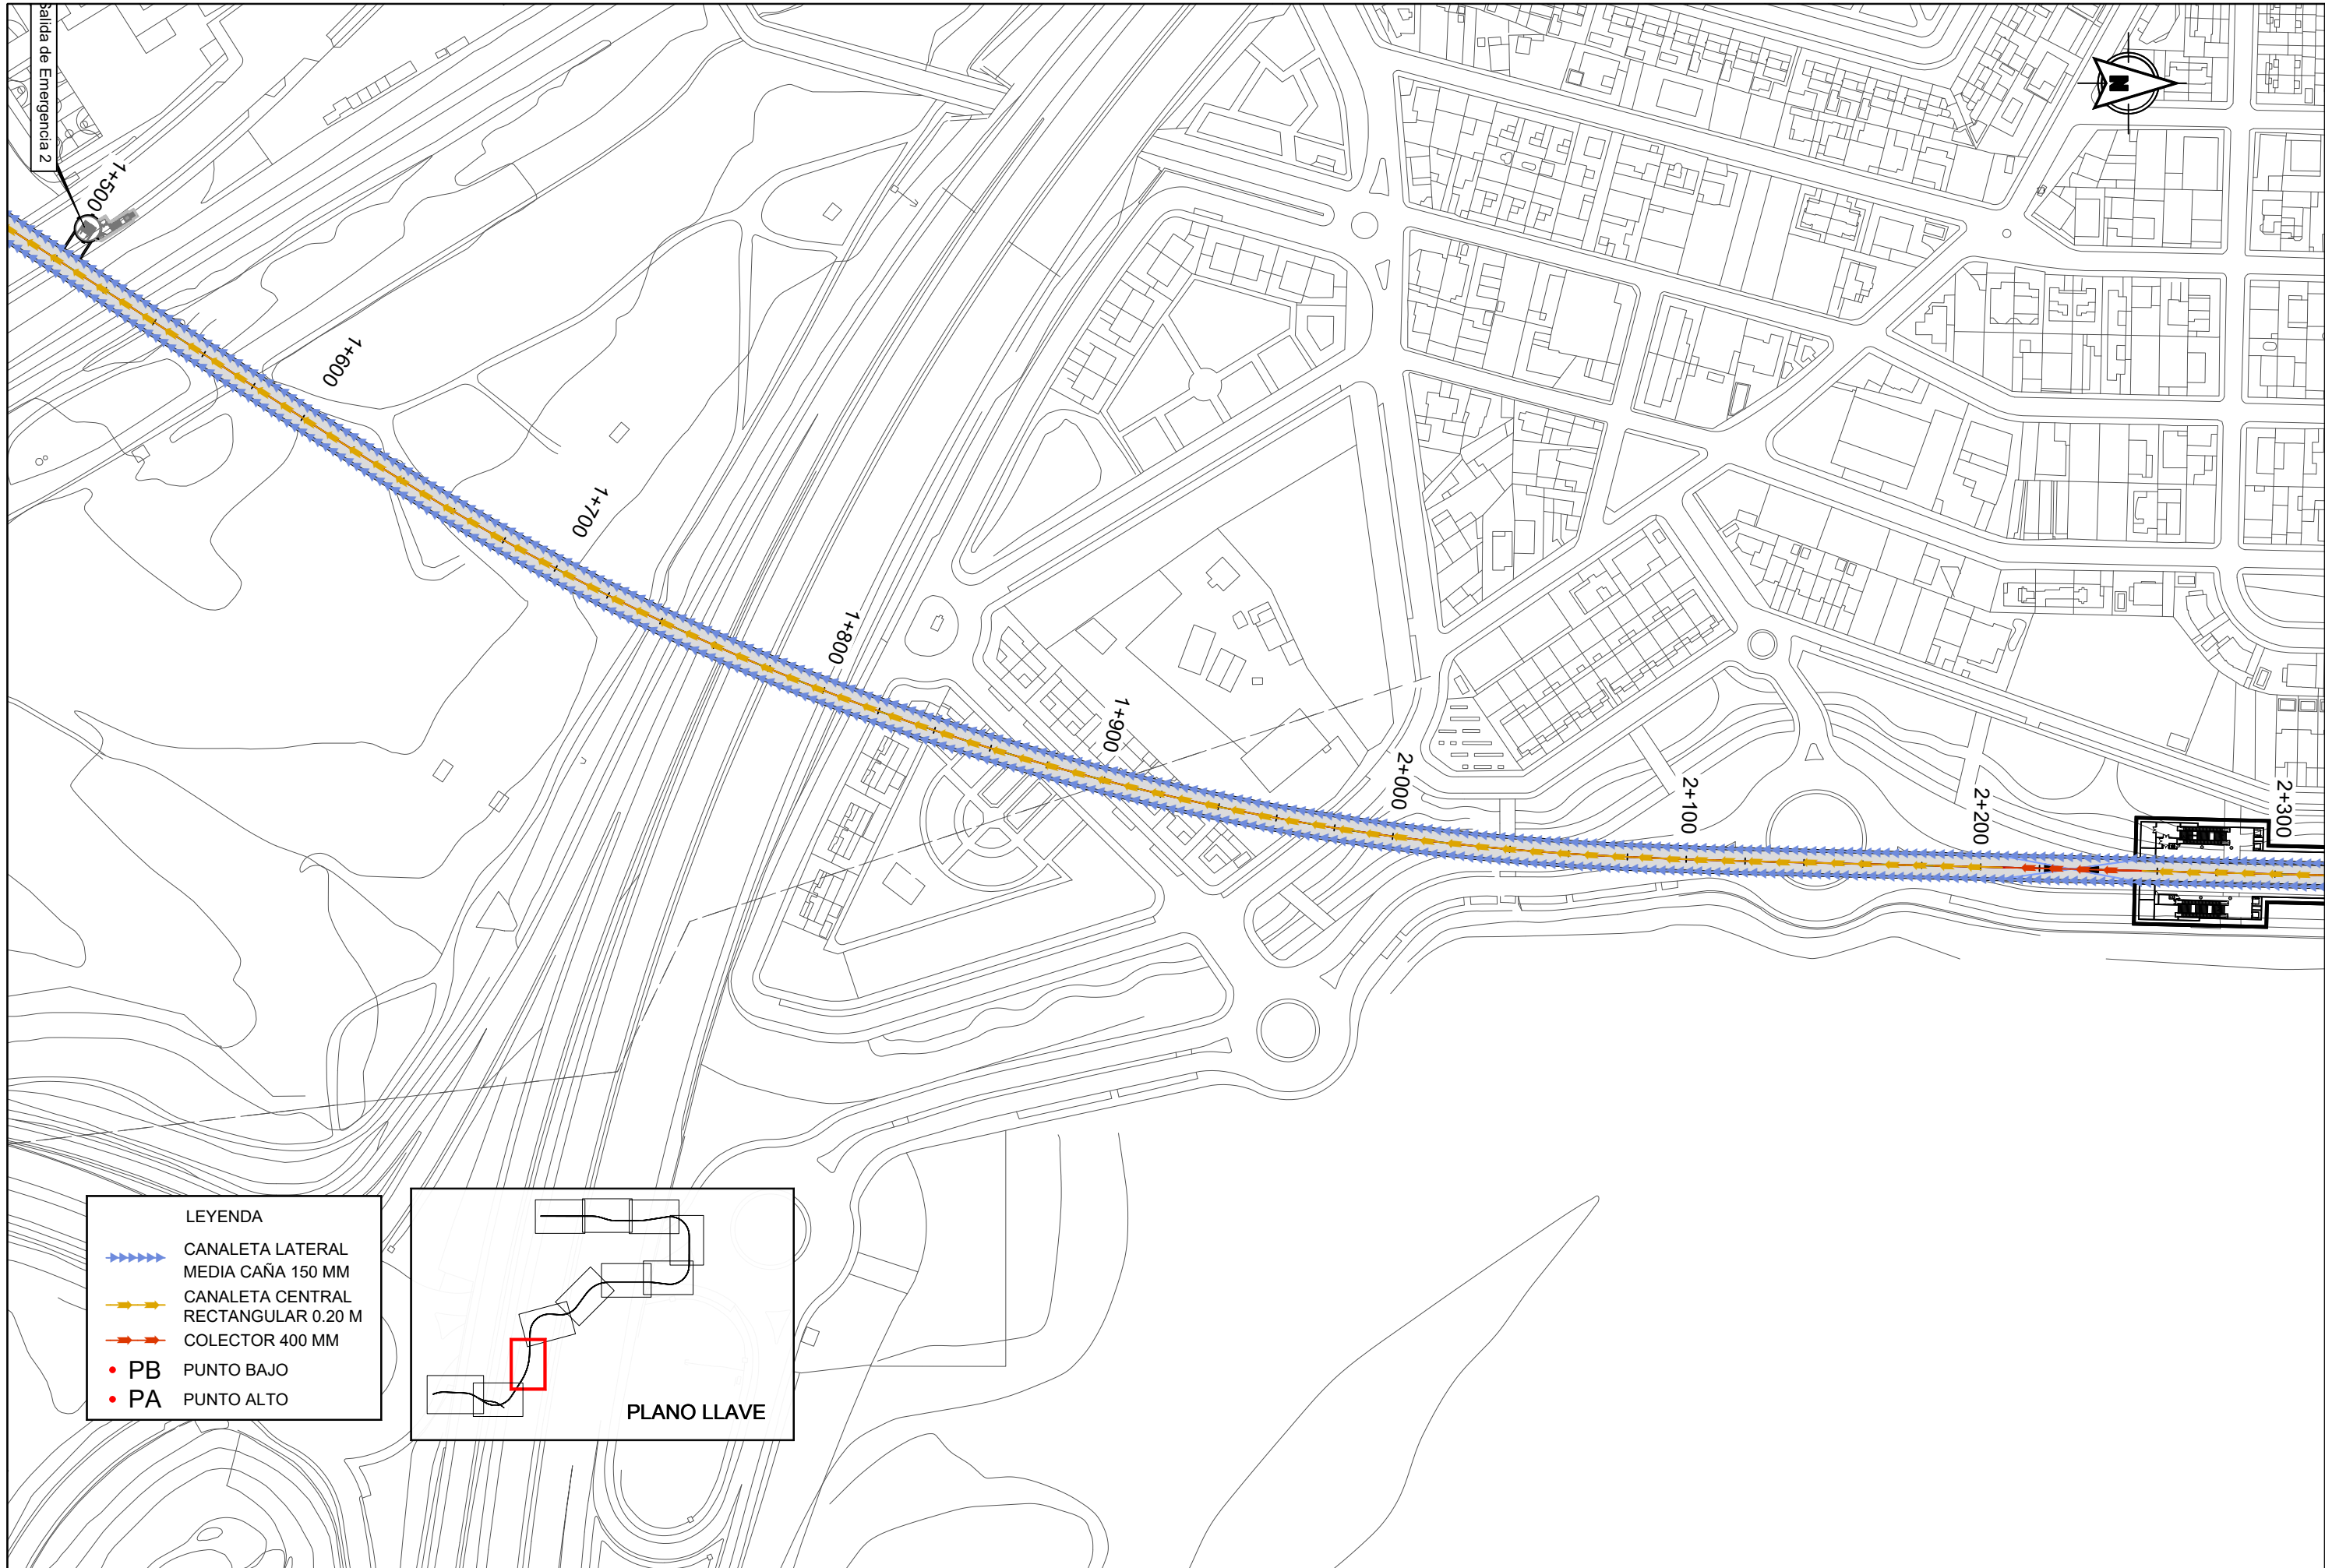 Salida de Emergencia 2
N
1+500
1+600
1+700
1+800
1+900
2+000
2+100
2+200
2+300
LEYENDA
CANALETA LATERAL
MEDIA CAÑA 150 MM
CANALETA CENTRAL
RECTANGULAR 0.20 M
COLECTOR 400 MM
PB PUNTO BAJO
PA PUNTO ALTO
PLANO LLAVE